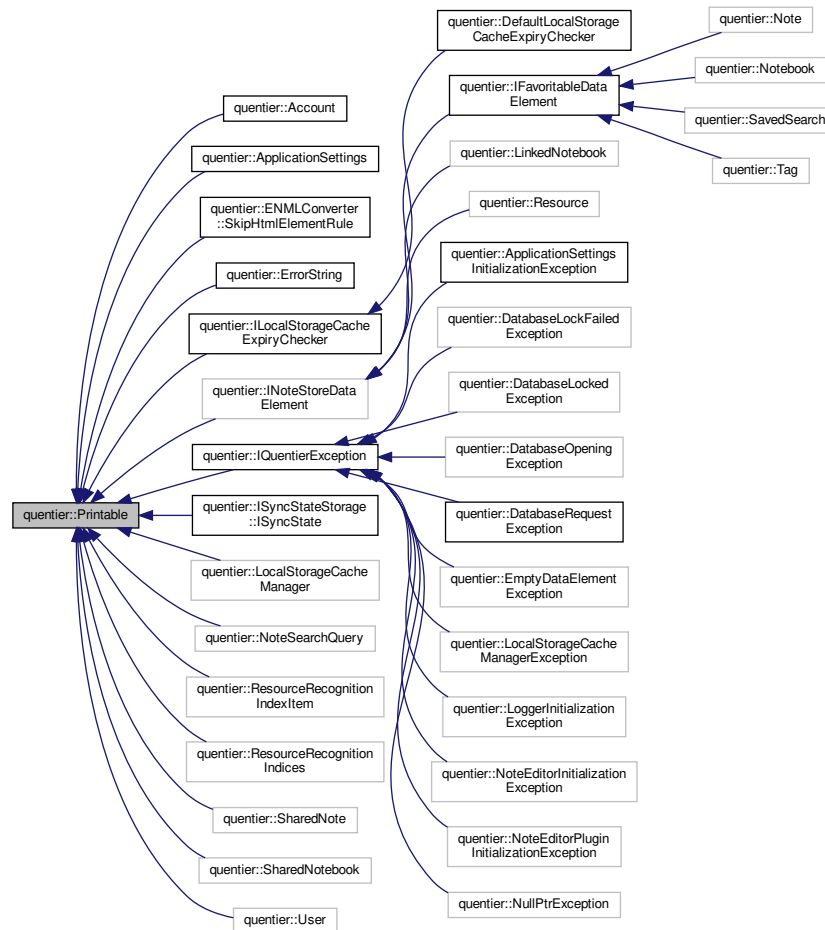 quentier::Printable
quentier::Account
quentier::ApplicationSettings
quentier::ENMLConverter
::SkipHtmlElementRule
quentier::ErrorString
quentier::ILocalStorageCache
ExpiryChecker
quentier::INoteStoreData
Element
quentier::IQuentierException
quentier::ISyncStateStorage
::ISyncState
quentier::LocalStorageCache
Manager
quentier::NoteSearchQuery
quentier::ResourceRecognition
IndexItem
quentier::ResourceRecognition
Indices
quentier::SharedNote
quentier::SharedNotebook
quentier::User
quentier::DefaultLocalStorage
CacheExpiryChecker
quentier::IFavoritableData
Element
quentier::LinkedNotebook
quentier::Resource
quentier::ApplicationSettings
InitializationException
quentier::DatabaseLockFailed
Exception
quentier::DatabaseLocked
Exception
quentier::DatabaseOpening
Exception
quentier::DatabaseRequest
Exception
quentier::EmptyDataElement
Exception
quentier::LocalStorageCache
ManagerException
quentier::LoggerInitialization
Exception
quentier::NoteEditorInitialization
Exception
quentier::NoteEditorPlugin
InitializationException
quentier::NullPtrException
quentier::Note
quentier::Notebook
quentier::SavedSearch
quentier::Tag